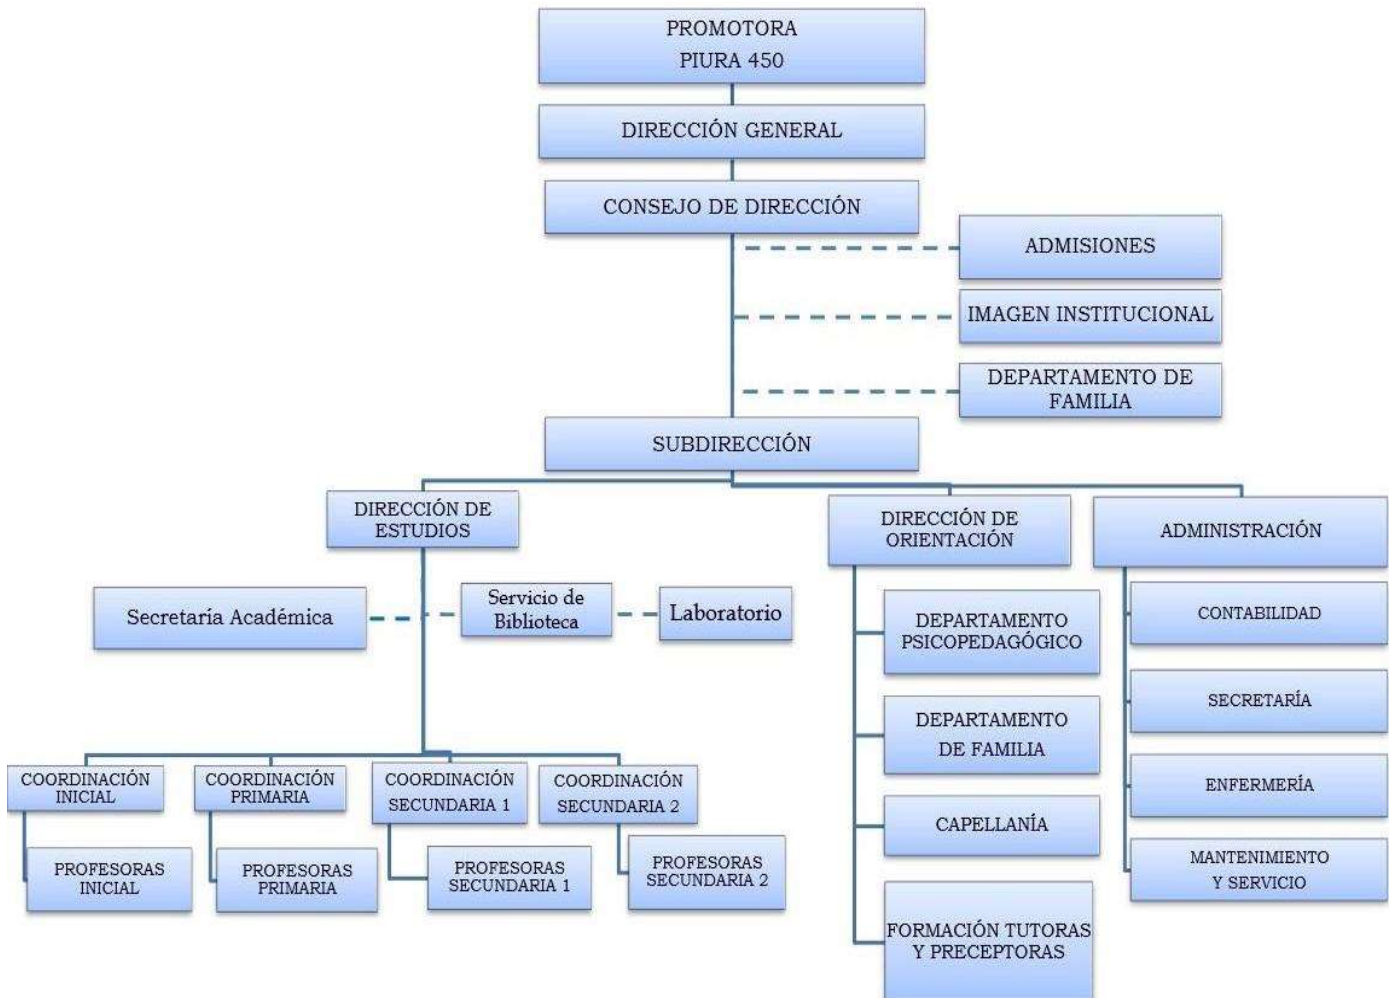 PROMOTORA
PIURA 450
DIRECCIÓN GENERAL
CONSEJO DE DIRECCIÓN
ADMISIONES
IMAGEN INSTITUCIONAL
DEPARTAMENTO DE
FAMILIA
SUBDIRECCIÓN
DIRECCIÓN DE
ESTUDIOS
DIRECCIÓN DE
ORIENTACIÓN
ADMINISTRACIÓN
Secretaría Académica
Servicio de
Biblioteca
Laboratorio
DEPARTAMENTO
PSICOPEDAGÓGICO
DEPARTAMENTO
DE FAMILIA
CAPELLANÍA
FORMACIÓN TUTORAS
Y PRECEPTORAS
CONTABILIDAD
SECRETARÍA
ENFERMERÍA
MANTENIMIENTO
Y SERVICIO
COORDINACIÓN
INICIAL
COORDINACIÓN
PRIMARIA
COORDINACIÓN
SECUNDARIA 1
COORDINACIÓN
SECUNDARIA 2
PROFESORAS
INICIAL
PROFESORAS
PRIMARIA
PROFESORAS
SECUNDARIA 1
PROFESORAS
SECUNDARIA 2